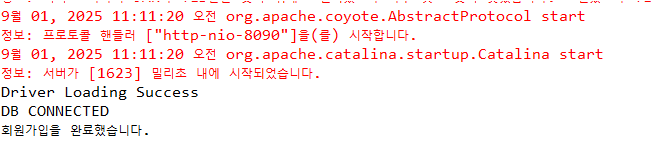 9월 01, 2025 11:11:20 오전 org.apache.coyote.AbstractProtocol start
정보: 프로토콜 핸들러 ["http-nio-8090"]을(를) 시작합니다.
9월 01, 2025 11:11:20 오전 org.apache.catalina.startup.Catalina start
정보: 서버가 [1623] 밀리초 내에 시작되었습니다.
Driver Loading Success
DB CONNECTED
회원가입을 완료했습니다.